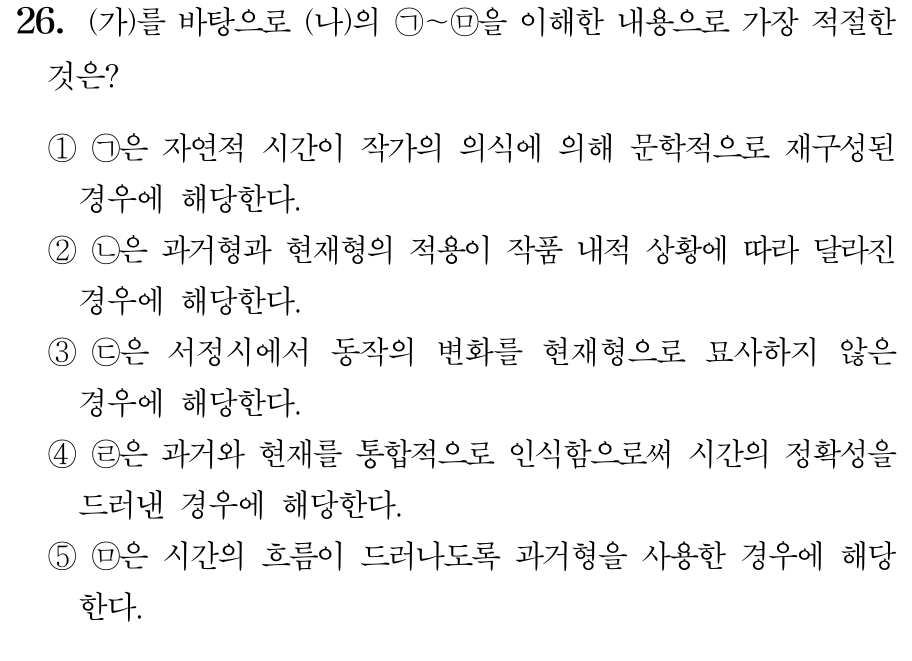 26. (가)를 바탕으로 (나)의 ㉠~㉤을 이해한 내용으로 가장 적절한
것은?
① ㉠은 자연적 시간이 작가의 의식에 의해 문학적으로 재구성된
경우에 해당한다.
② ㉡은 과거형과 현재형의 적용이 작품 내적 상황에 따라 달라진
경우에 해당한다.
③ ㉢은 서정시에서 동작의 변화를 현재형으로 묘사하지 않은
경우에 해당한다.
④ ㉣은 과거와 현재를 통합적으로 인식함으로써 시간의 정확성을
드러낸 경우에 해당한다.
⑤ ㉤은 시간의 흐름이 드러나도록 과거형을 사용한 경우에 해당
한다.